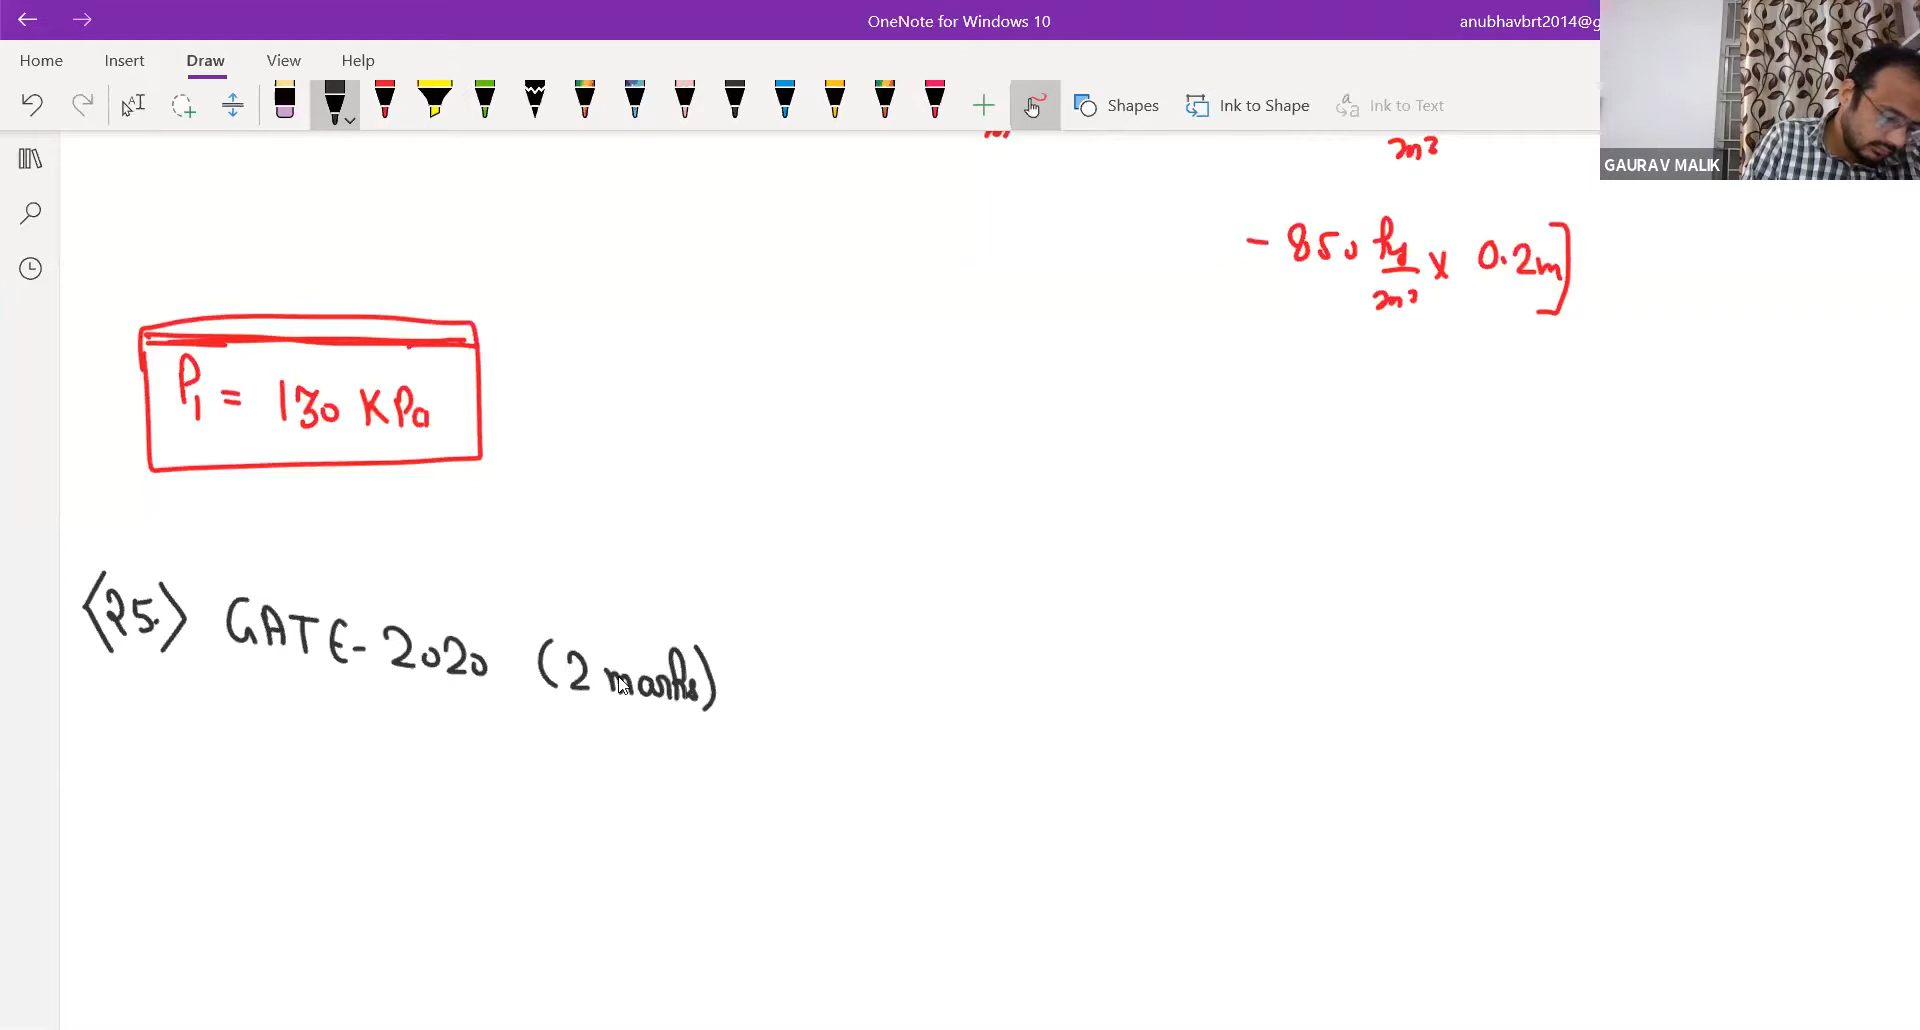 OneNote for Windows 10
anubhavbrt2014@g
Home Insert Draw View Help
Shapes Ink to Shape Ink to Text
GAURAV MALIK
m³
- 850 kg/m³ x 0.2m]
P₁ = 130 KPa
<25.> GATE-2020 (2 marks)